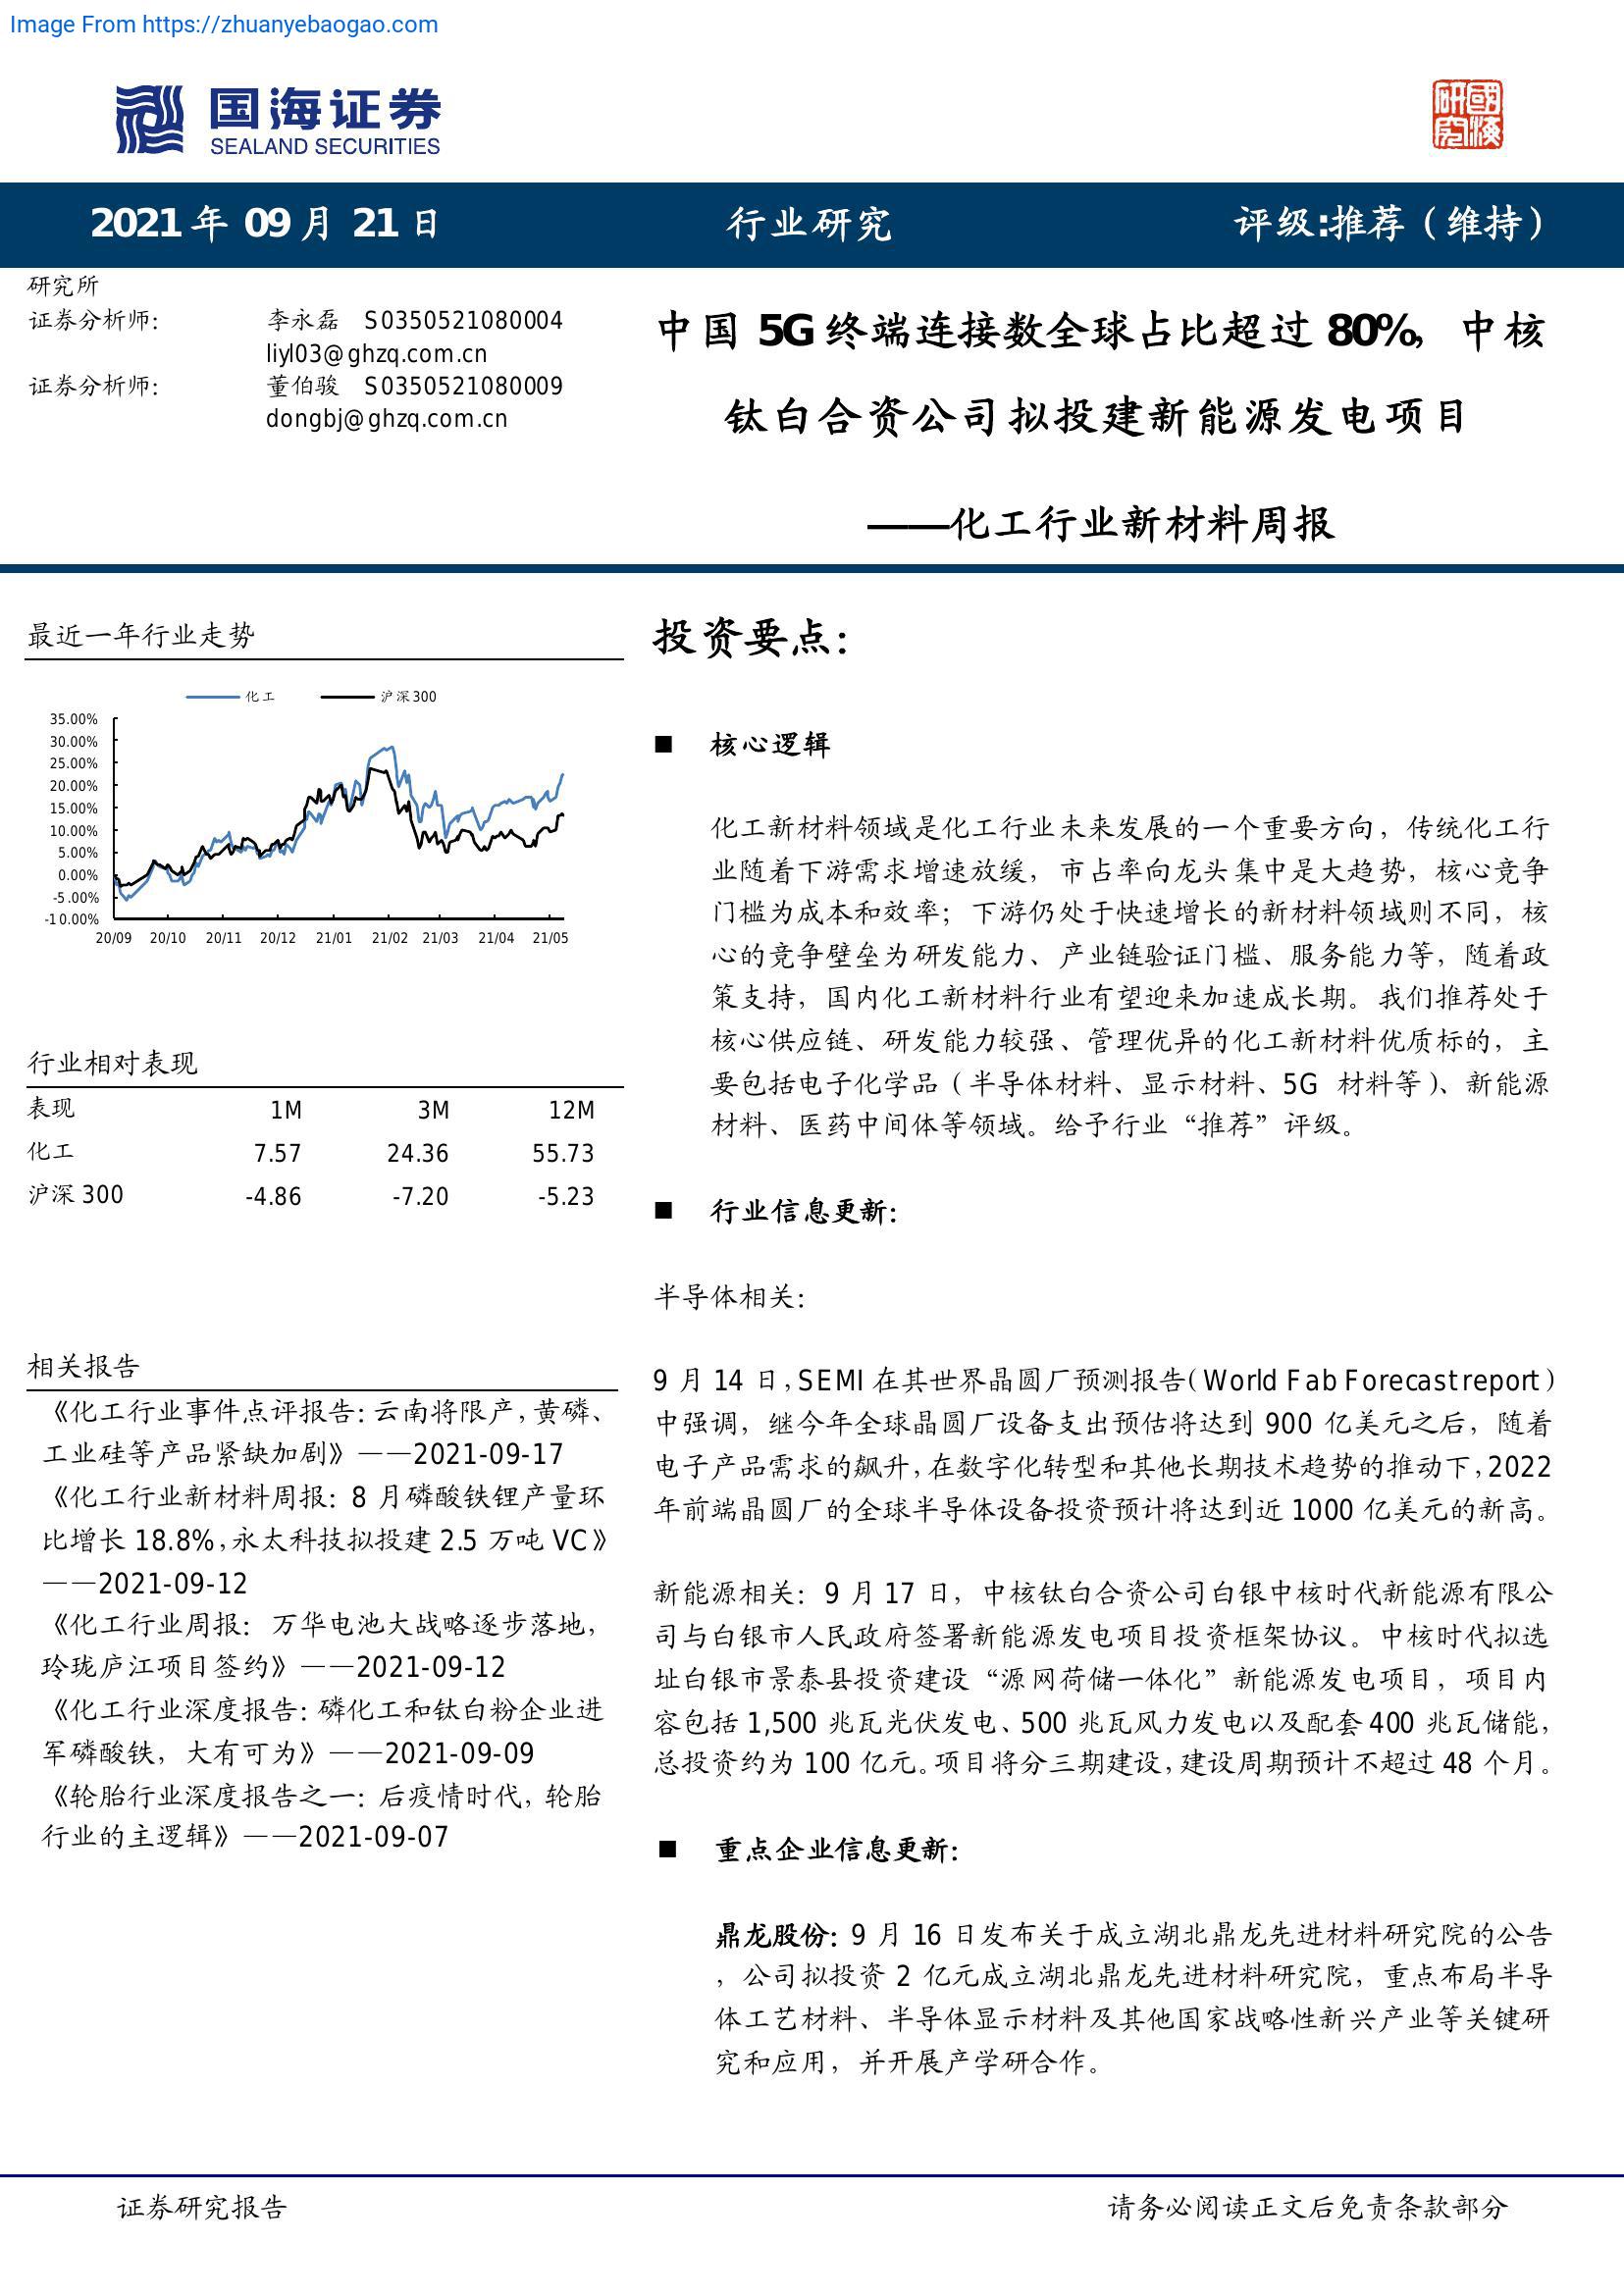 Image From https://zhuanyebaogao.com
国海证券
SEALAND SECURITIES
研國
究海
2021 年 09 月 21 日
行业研究
评级:推荐（维持）
研究所
证券分析师：
李永磊 S0350521080004
liyl03@ghzq.com.cn
证券分析师：
董伯骏 S0350521080009
dongbj@ghzq.com.cn
中国 5G 终端连接数全球占比超过 80%，中核
钛白合资公司拟投建新能源发电项目
——化工行业新材料周报
最近一年行业走势
化工
沪深300
35.00%
30.00%
25.00%
20.00%
15.00%
10.00%
5.00%
0.00%
-5.00%
-10.00%
20/09 20/10 20/11 20/12 21/01 21/02 21/03 21/04 21/05
行业相对表现
表现 1M 3M 12M
化工 7.57 24.36 55.73
沪深 300 -4.86 -7.20 -5.23
相关报告
《化工行业事件点评报告：云南将限产，黄磷、
工业硅等产品紧缺加剧》——2021-09-17
《化工行业新材料周报：8 月磷酸铁锂产量环
比增长 18.8%，永太科技拟投建 2.5 万吨 VC》
——2021-09-12
《化工行业周报： 万华电池大战略逐步落地，
玲珑庐江项目签约》——2021-09-12
《化工行业深度报告：磷化工和钛白粉企业进
军磷酸铁，大有可为》——2021-09-09
《轮胎行业深度报告之一：后疫情时代，轮胎
行业的主逻辑》——2021-09-07
投资要点：
■ 核心逻辑
化工新材料领域是化工行业未来发展的一个重要方向，传统化工行
业随着下游需求增速放缓，市占率向龙头集中是大趋势，核心竞争
门槛为成本和效率；下游仍处于快速增长的新材料领域则不同，核
心的竞争壁垒为研发能力、产业链验证门槛、服务能力等，随着政
策支持，国内化工新材料行业有望迎来加速成长期。我们推荐处于
核心供应链、研发能力较强、管理优异的化工新材料优质标的，主
要包括电子化学品（半导体材料、显示材料、5G 材料等）、新能源
材料、医药中间体等领域。给予行业“推荐”评级。
■ 行业信息更新：
半导体相关：
9 月 14 日，SEMI 在其世界晶圆厂预测报告（World Fab Forecast report）
中强调，继今年全球晶圆厂设备支出预估将达到 900 亿美元之后，随着
电子产品需求的飙升，在数字化转型和其他长期技术趋势的推动下，2022
年前端晶圆厂的全球半导体设备投资预计将达到近 1000 亿美元的新高。
新能源相关：9 月 17 日，中核钛白合资公司白银中核时代新能源有限公
司与白银市人民政府签署新能源发电项目投资框架协议。中核时代拟选
址白银市景泰县投资建设“源网荷储一体化”新能源发电项目，项目内
容包括 1,500 兆瓦光伏发电、500 兆瓦风力发电以及配套 400 兆瓦储能，
总投资约为 100 亿元。项目将分三期建设，建设周期预计不超过 48 个月。
■ 重点企业信息更新：
鼎龙股份：9 月 16 日发布关于成立湖北鼎龙先进材料研究院的公告
，公司拟投资 2 亿元成立湖北鼎龙先进材料研究院，重点布局半导
体工艺材料、半导体显示材料及其他国家战略性新兴产业等关键研
究和应用，并开展产学研合作。
证券研究报告
请务必阅读正文后免责条款部分